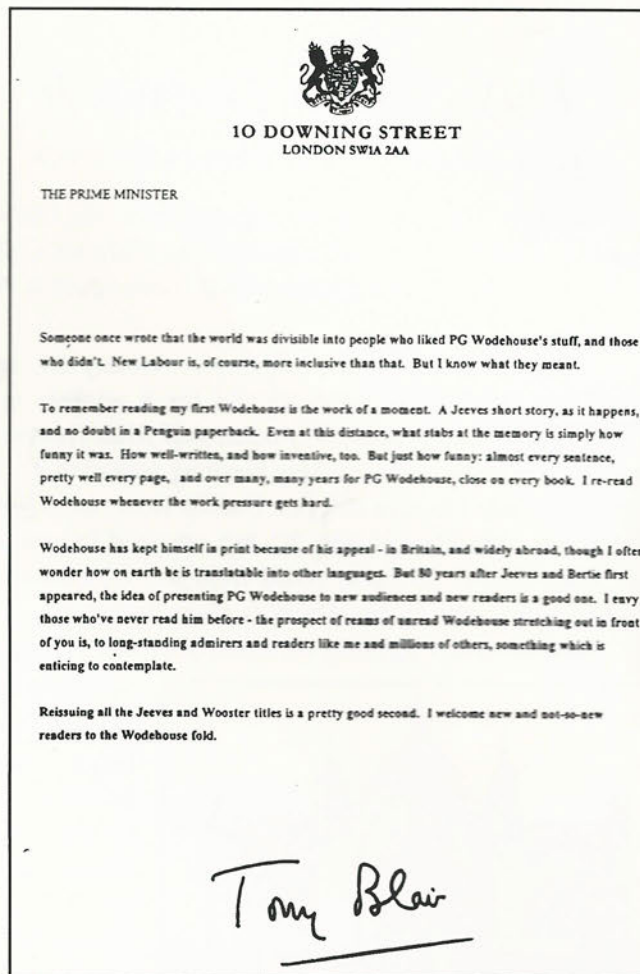 10 DOWNING STREET
LONDON SW1A 2AA
THE PRIME MINISTER
Someone once wrote that the world was divisible into people who liked PG Wodehouse's stuff, and those
who didn't. New Labour is, of course, more inclusive than that. But I know what they meant.
To remember reading my first Wodehouse is the work of a moment. A Jeeves short story, as it happens,
and no doubt in a Penguin paperback. Even at this distance, what stabs at the memory is simply how
funny it was. How well-written, and how inventive, too. But just how funny: almost every sentence,
pretty well every page, and over many, many years for PG Wodehouse, close on every book. I re-read
Wodehouse whenever the work pressure gets hard.
Wodehouse has kept himself in print because of his appeal - in Britain, and widely abroad, though I often
wonder how on earth he is translatable into other languages. But 80 years after Jeeves and Bertie first
appeared, the idea of presenting PG Wodehouse to new audiences and new readers is a good one. I envy
those who've never read him before - the prospect of reams of unread Wodehouse stretching out in front
of you is, to long-standing admirers and readers like me and millions of others, something which is
enticing to contemplate.
Reissuing all the Jeeves and Wooster titles is a pretty good second. I welcome new and not-so-new
readers to the Wodehouse fold.
Tony Blair